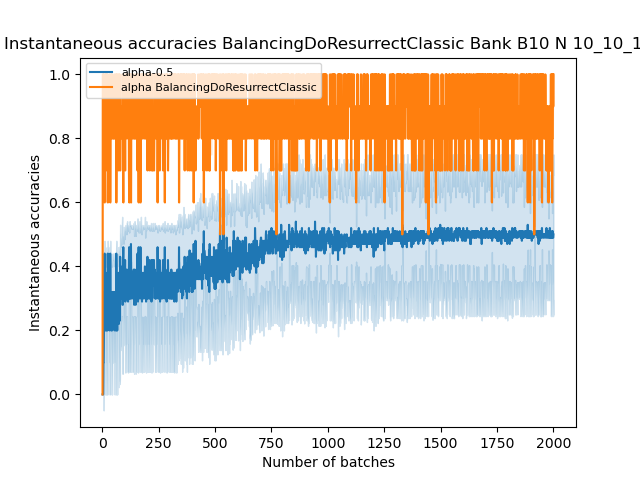 Instantaneous accuracies BalancingDoResurrectClassic Bank B10 N 10_10_1
alpha-0.5
alpha BalancingDoResurrectClassic
Instantaneous accuracies
1.0
0.8
0.6
0.4
0.2
0.0
0 250 500 750 1000 1250 1500 1750 2000
Number of batches